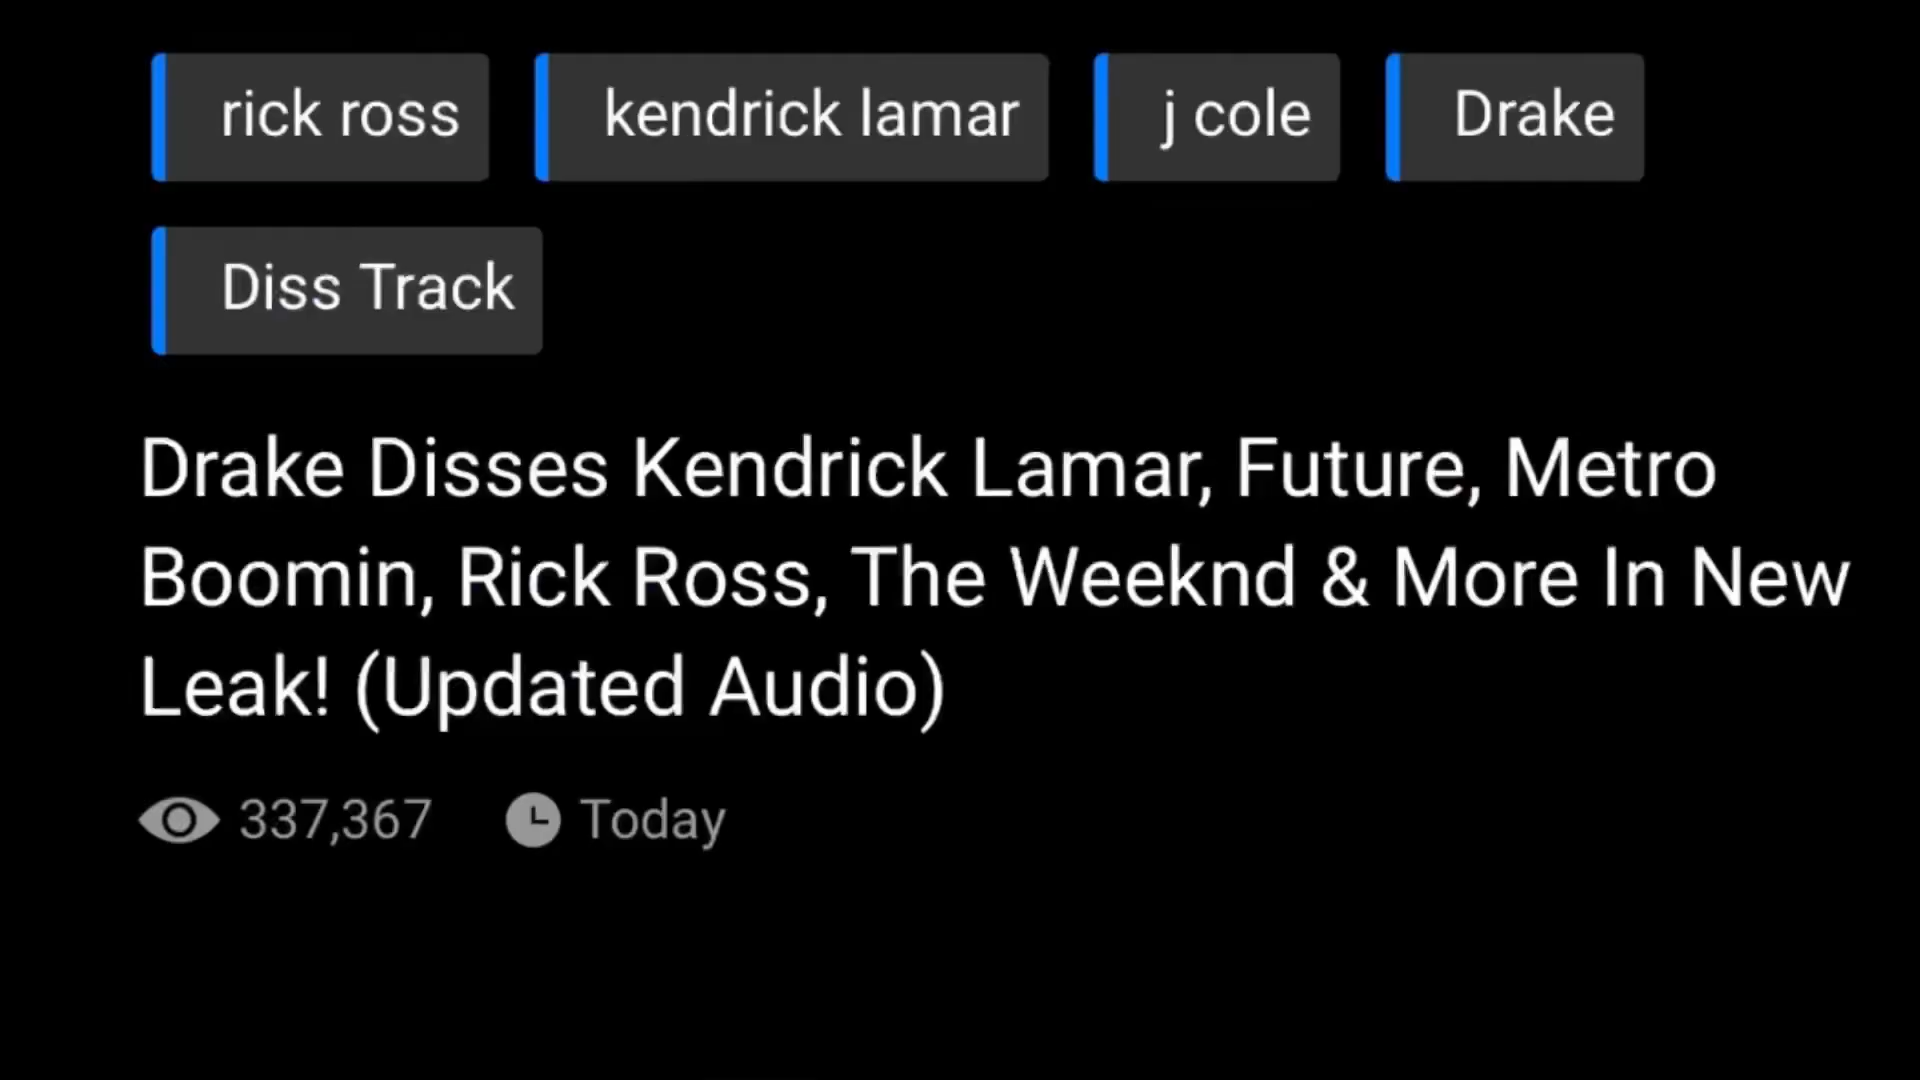 rick ross kendrick lamar j cole Drake
Diss Track
Drake Disses Kendrick Lamar, Future, Metro
Boomin, Rick Ross, The Weeknd & More In New
Leak! (Updated Audio)
337,367 Today